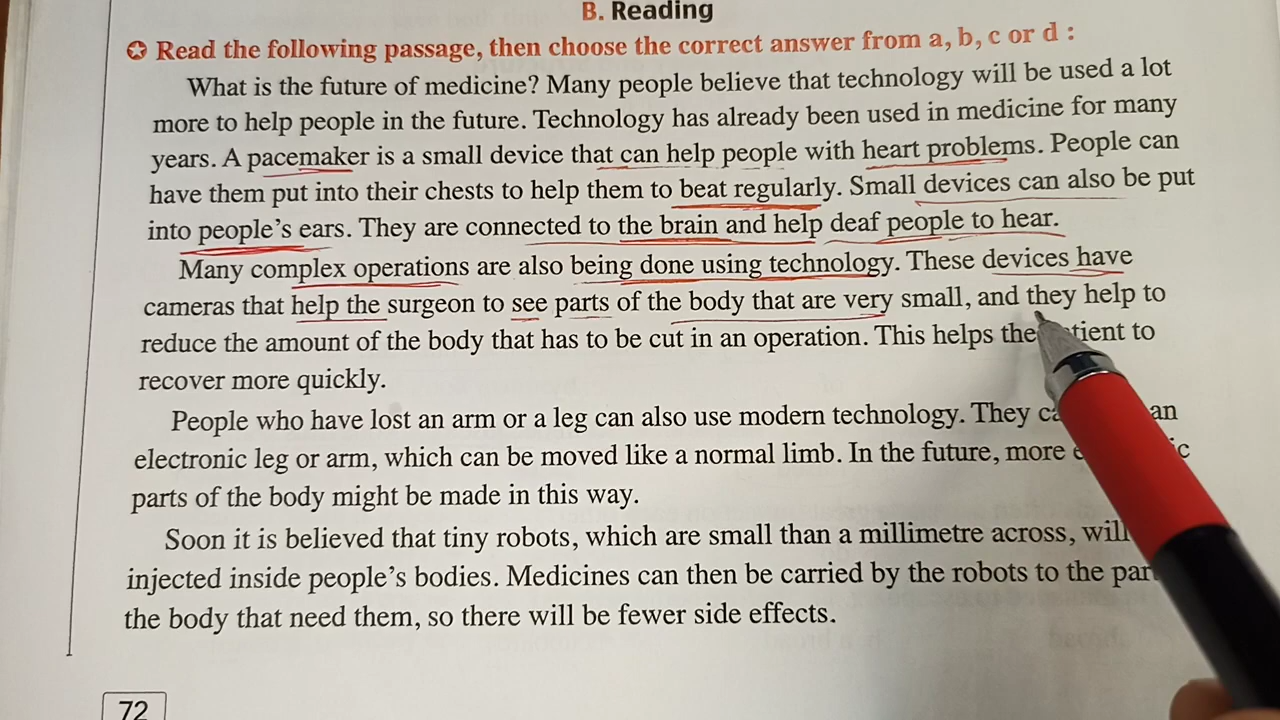 B. Reading
Read the following passage, then choose the correct answer from a, b, c or d :
What is the future of medicine? Many people believe that technology will be used a lot
more to help people in the future. Technology has already been used in medicine for many
years. A pacemaker is a small device that can help people with heart problems. People can
have them put into their chests to help them to beat regularly. Small devices can also be put
into people's ears. They are connected to the brain and help deaf people to hear.
Many complex operations are also being done using technology. These devices have
cameras that help the surgeon to see parts of the body that are very small, and they help to
reduce the amount of the body that has to be cut in an operation. This helps the to
recover more quickly.
People who have lost an arm or a leg can also use modern technology. They an
electronic leg or arm, which can be moved like a normal limb. In the future, more
parts of the body might be made in this way.
Soon it is believed that tiny robots, which are small than a millimetre across, will
injected inside people's bodies. Medicines can then be carried by the robots to the
the body that need them, so there will be fewer side effects.
72